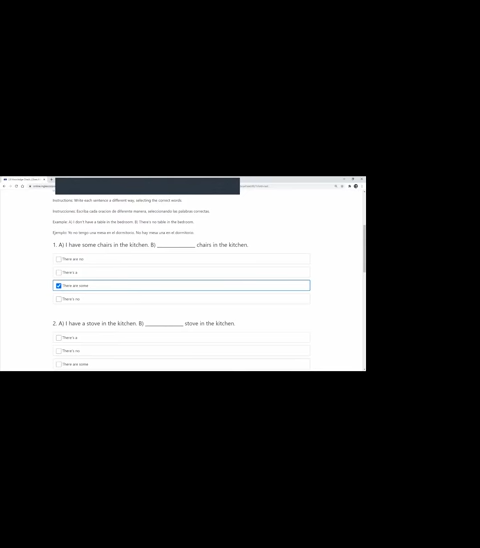 Instructions: Write each sentence a different way, selecting the correct words.
Instrucciones: Escriba cada oracion de diferente manera, seleccionando las palabras correctas.
Example: A) I don't have a table in the bedroom. B) There's no table in the bedroom.
Ejemplo: Yo no tengo una mesa en el dormitorio. No hay mesa una en el dormitorio.
1. A) I have some chairs in the kitchen. B) ______________ chairs in the kitchen.
There are no
There's a
There are some
There's no
2. A) I have a stove in the kitchen. B) ______________ stove in the kitchen.
There's a
There's no
There are some